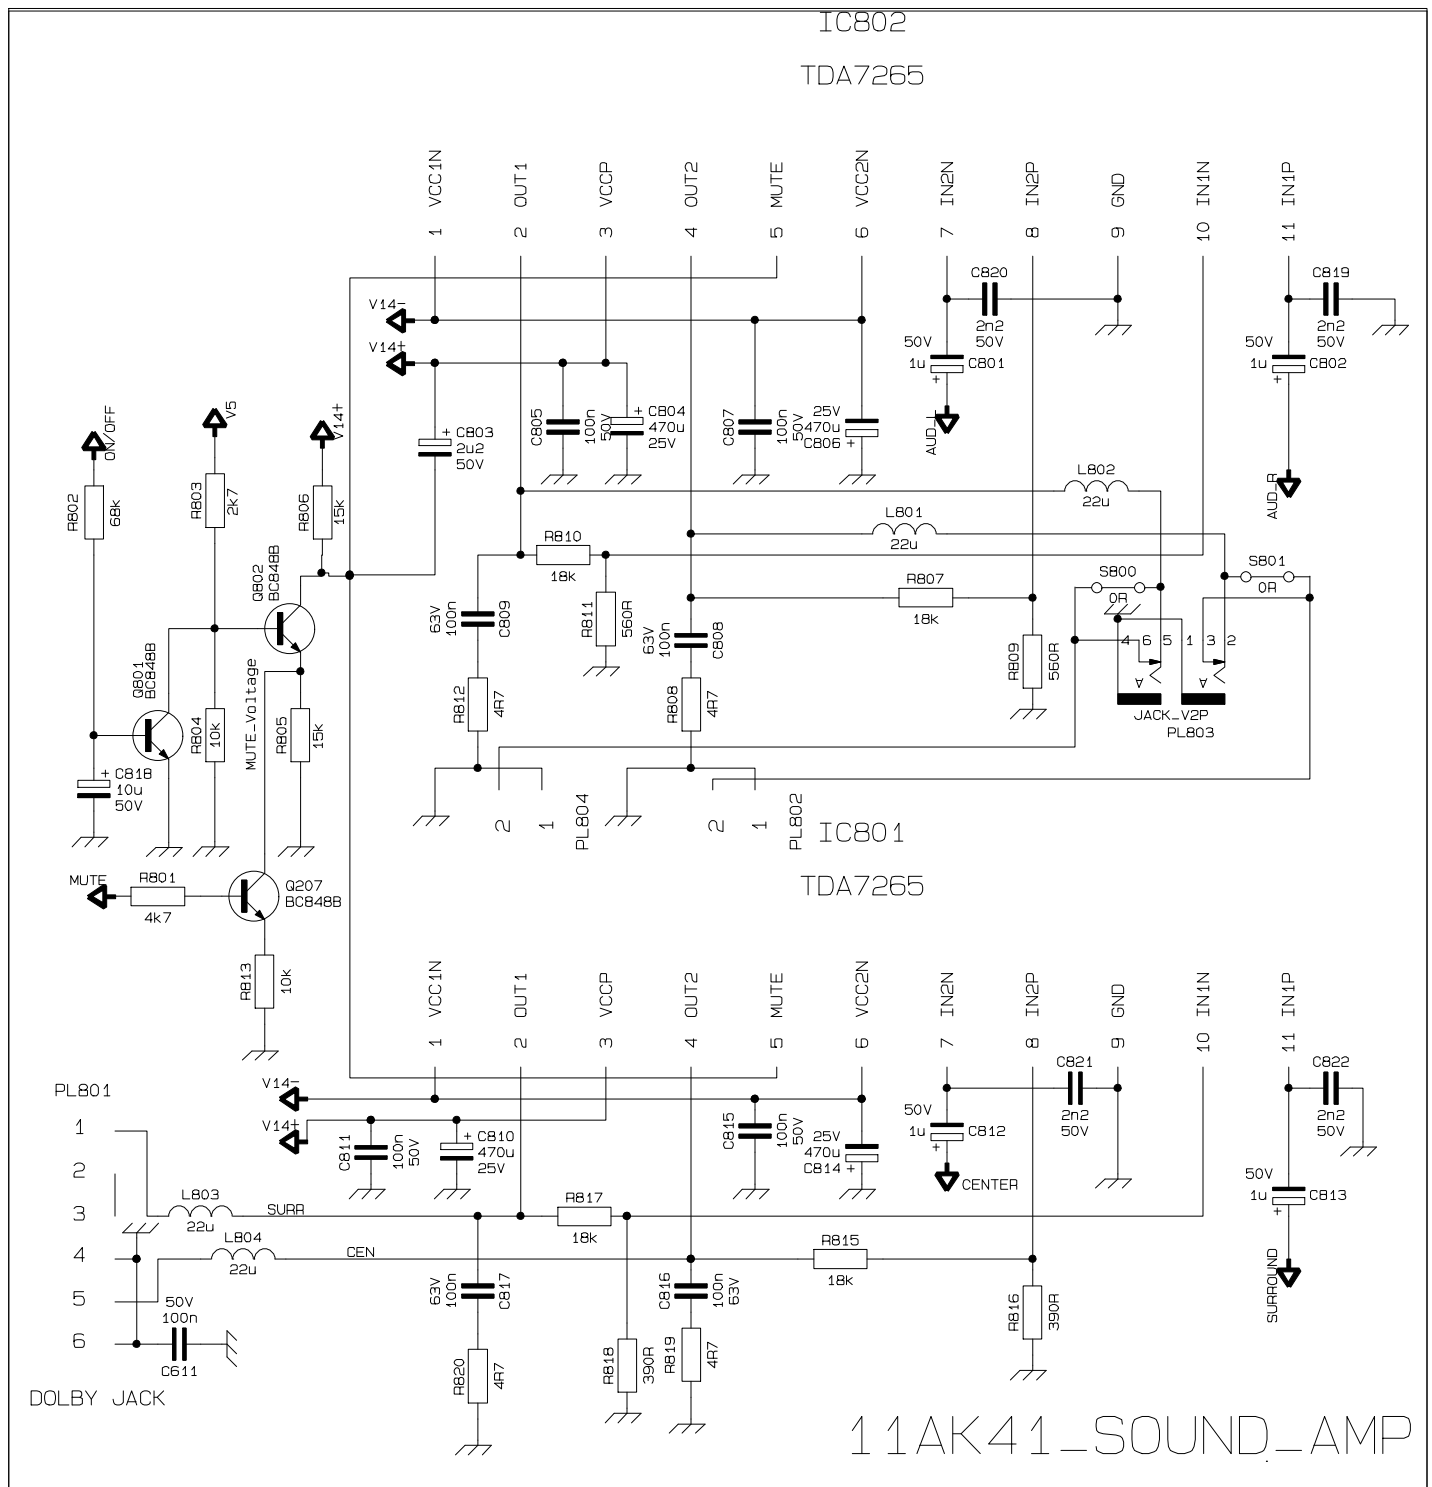 IC802
TDA7265
1 VCC1N
2 OUT1
3 VCCP
4 OUT2
5 MUTE
6 VCC2N
7 IN2N
8 IN2P
9 GND
10 IN1N
11 IN1P
V14-
V14+
C820
2n2
50V
C819
2n2
50V
50V
1u
C801
50V
1u
C802
AUD_L
AUD_R
ON/OFF
V5
V14+
R802
68k
R803
2k7
R806
15k
+ C803
2u2
50V
C805
100n
50V
+ C804
470u
25V
C807
100n
50V
25V
470u
C806 +
L802
22u
L801
22u
Q802
BC848B
R810
18k
R807
18k
S800
0R
S801
0R
63V
100n
C809
R811
560R
63V
100n
C808
R809
560R
Q801
BC848B
MUTE_Voltage
R804
10k
R805
15k
R812
4R7
R808
4R7
4 6 5 1 3 2
JACK_V2P
PL803
+ C818
10u
50V
2 1
PL804
2 1
PL802
IC801
TDA7265
MUTE
R801
4k7
Q207
BC848B
R813
10k
1 VCC1N
2 OUT1
3 VCCP
4 OUT2
5 MUTE
6 VCC2N
7 IN2N
8 IN2P
9 GND
10 IN1N
11 IN1P
V14-
V14+
C811
100n
50V
+ C810
470u
25V
C815
100n
50V
25V
470u
C814 +
50V
1u
C812
CENTER
C821
2n2
50V
C822
2n2
50V
50V
1u
C813
SURROUND
PL801
1
2
3
4
5
6
DOLBY JACK
L803
22u
SURR
L804
22u
CEN
R817
18k
R815
18k
50V
100n
C611
63V
100n
C817
C816
100n
63V
R820
4R7
R818
390R
R819
4R7
R816
390R
11AK41_SOUND_AMP